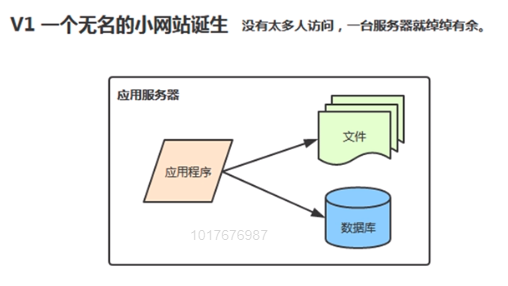 V1 一个无名的小网站诞生 没有太多人访问，一台服务器就绰绰有余。
应用服务器
文件
应用程序
数据库
1017676987